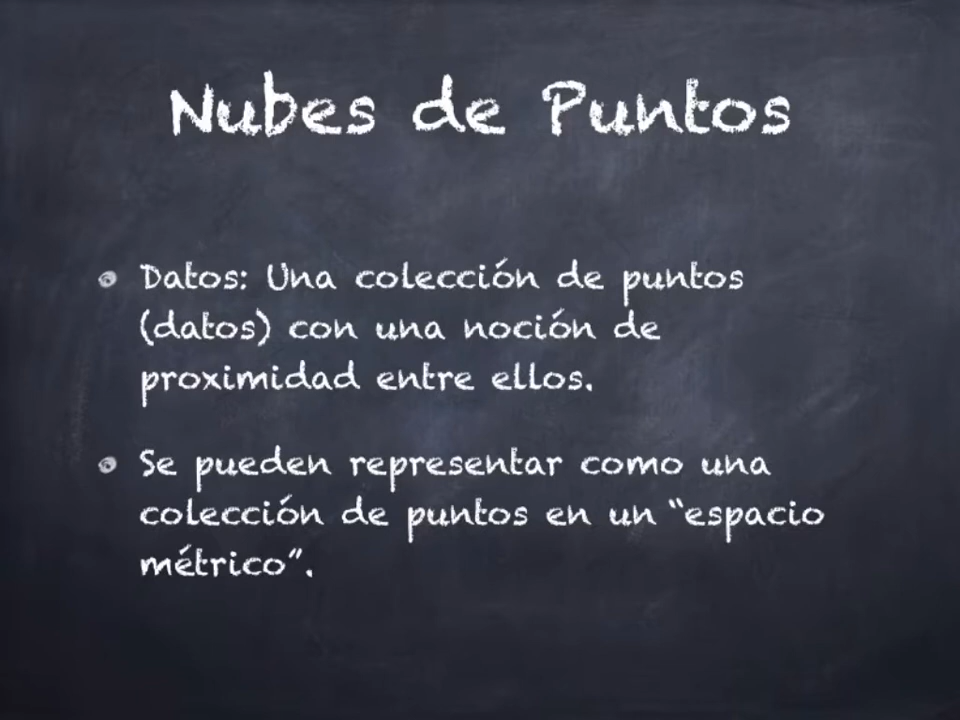 Nubes de Puntos
Datos: Una colección de puntos
(datos) con una noción de
proximidad entre ellos.
Se pueden representar como una
colección de puntos en un “espacio
métrico”.